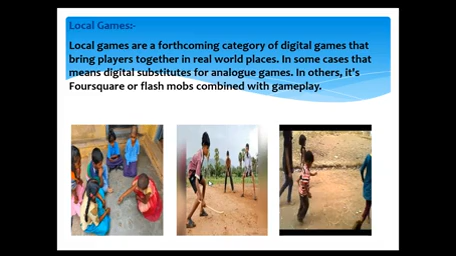 Local Games:-
Local games are a forthcoming category of digital games that
bring players together in real world places. In some cases that
means digital substitutes for analogue games. In others, it's
Foursquare or flash mobs combined with gameplay.